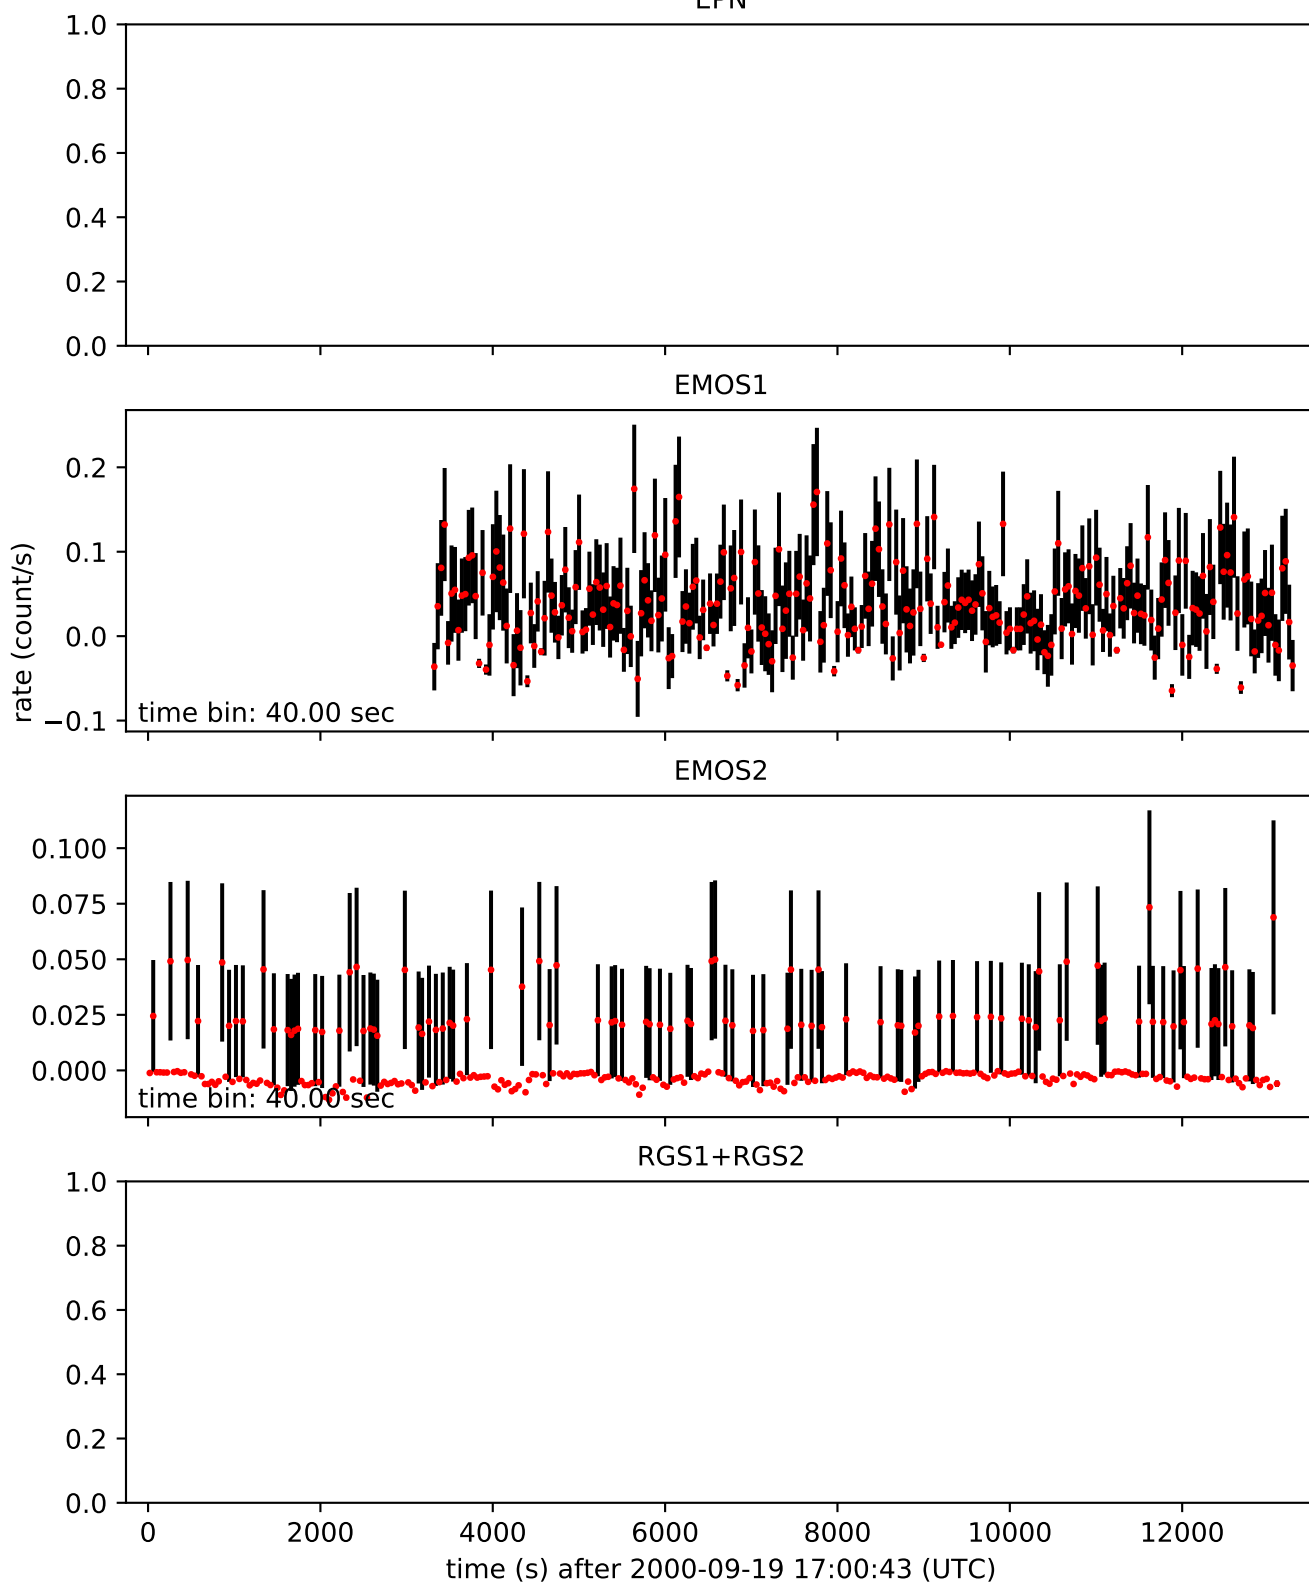 EPN
1.0
0.8
0.6
0.4
0.2
0.0
EMOS1
0.2
0.1
0.0
−0.1
rate (count/s)
time bin: 40.00 sec
EMOS2
0.100
0.075
0.050
0.025
0.000
time bin: 40.00 sec
RGS1+RGS2
1.0
0.8
0.6
0.4
0.2
0.0
0 2000 4000 6000 8000 10000 12000
time (s) after 2000-09-19 17:00:43 (UTC)